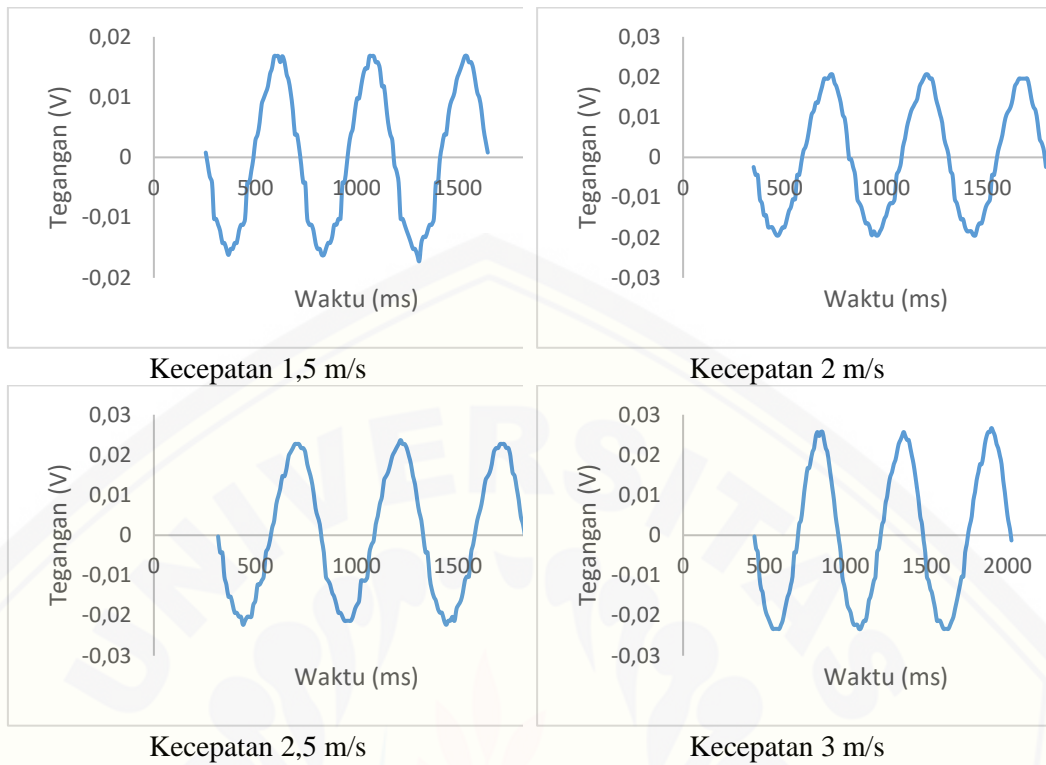 0,02
0,01
0
-0,01
-0,02
0 500 1000 1500
Tegangan (V)
Waktu (ms)
Kecepatan 1,5 m/s
0,03
0,02
0,01
0
-0,01
-0,02
-0,03
0 500 1000 1500
Tegangan (V)
Waktu (ms)
Kecepatan 2 m/s
0,03
0,02
0,01
0
-0,01
-0,02
-0,03
0 500 1000 1500
Tegangan (V)
Waktu (ms)
Kecepatan 2,5 m/s
0,03
0,02
0,01
0
-0,01
-0,02
-0,03
0 500 1000 1500 2000
Tegangan (V)
Waktu (ms)
Kecepatan 3 m/s
UNIVERSITAS